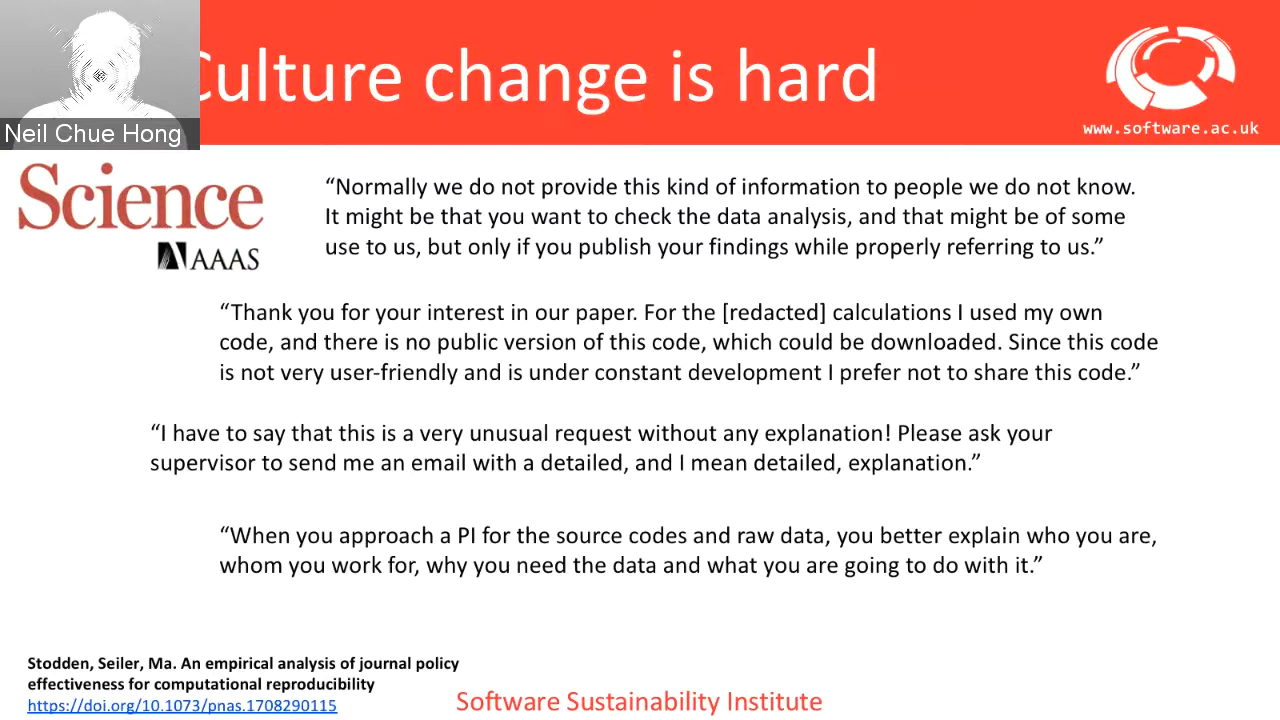 Culture change is hard
www.software.ac.uk
Neil Chue Hong
Science
AAAS
“Normally we do not provide this kind of information to people we do not know.
It might be that you want to check the data analysis, and that might be of some
use to us, but only if you publish your findings while properly referring to us.”
“Thank you for your interest in our paper. For the [redacted] calculations I used my own
code, and there is no public version of this code, which could be downloaded. Since this code
is not very user-friendly and is under constant development I prefer not to share this code.”
“I have to say that this is a very unusual request without any explanation! Please ask your
supervisor to send me an email with a detailed, and I mean detailed, explanation.”
“When you approach a PI for the source codes and raw data, you better explain who you are,
whom you work for, why you need the data and what you are going to do with it.”
Stodden, Seiler, Ma. An empirical analysis of journal policy
effectiveness for computational reproducibility
https://doi.org/10.1073/pnas.1708290115
Software Sustainability Institute